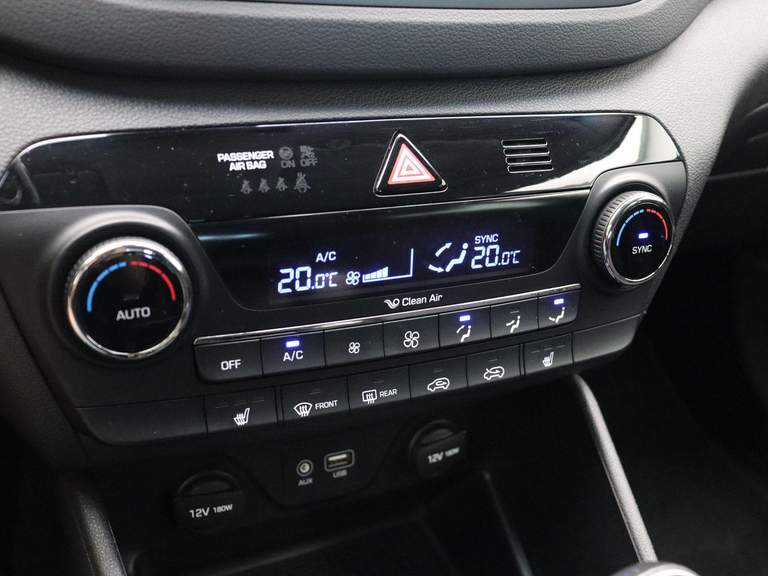 PASSENGER ON OFF
AIR BAG
A/C SYNC
20.0°C 20.0°C
Clean Air
AUTO
SYNC
OFF A/C
FRONT REAR
AUX USB
12V 180W
12V 180W